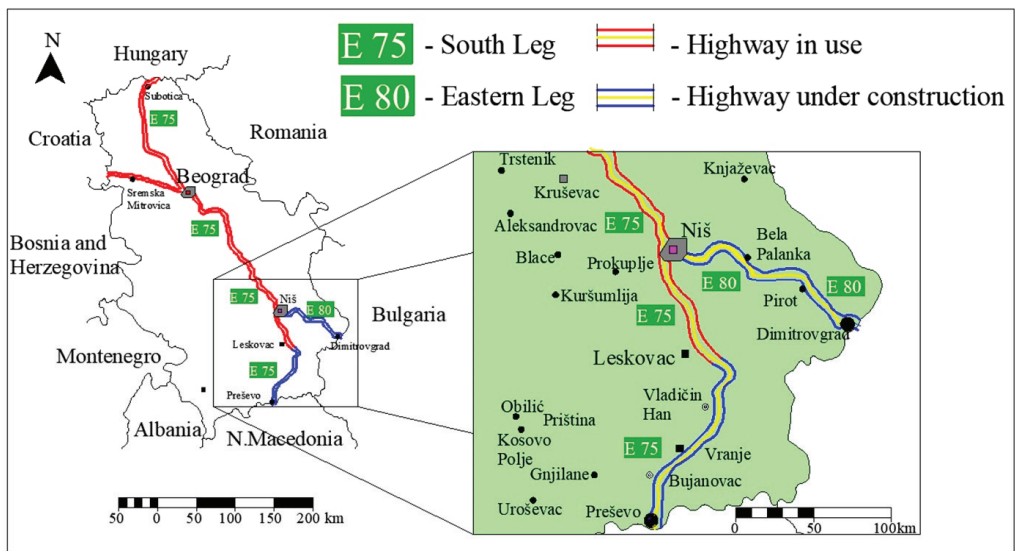 N
Hungary
Subotica
E 75
Croatia
Romania
Beograd
Sremska
Mitrovica
E 75
Bosnia and
Herzegovina
E 75
Niš
E 80
Bulgaria
Leskovac
Dimitrovgrad
Montenegro
E 75
Preševo
Albania
N.Macedonia
50 0 50 100 150 200 km
E 75 - South Leg
- Highway in use
E 80 - Eastern Leg
- Highway under construction
Trstenik
Kruševac
Knjaževac
Aleksandrovac
E 75
Niš
Bela
Palanka
Blace
Prokuplje
E 80
E 80
Kuršumlija
Pirot
E 75
Dimitrovgrad
Leskovac
Vladičin
Han
Obilić
Priština
Kosovo
Polje
E 75
Vranje
Gnjilane
Bujanovac
Uroševac
Preševo
0 50 100km